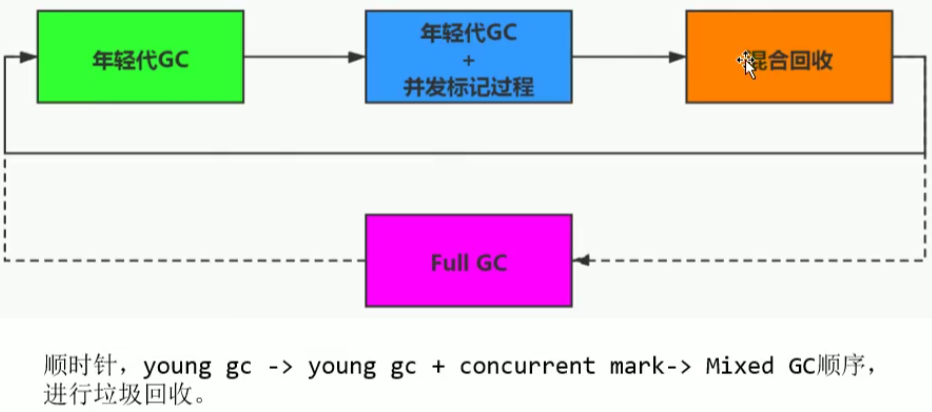 年轻代GC
年轻代GC
+
并发标记过程
混合回收
Full GC
顺时针，young gc -> young gc + concurrent mark-> Mixed GC顺序，
进行垃圾回收。